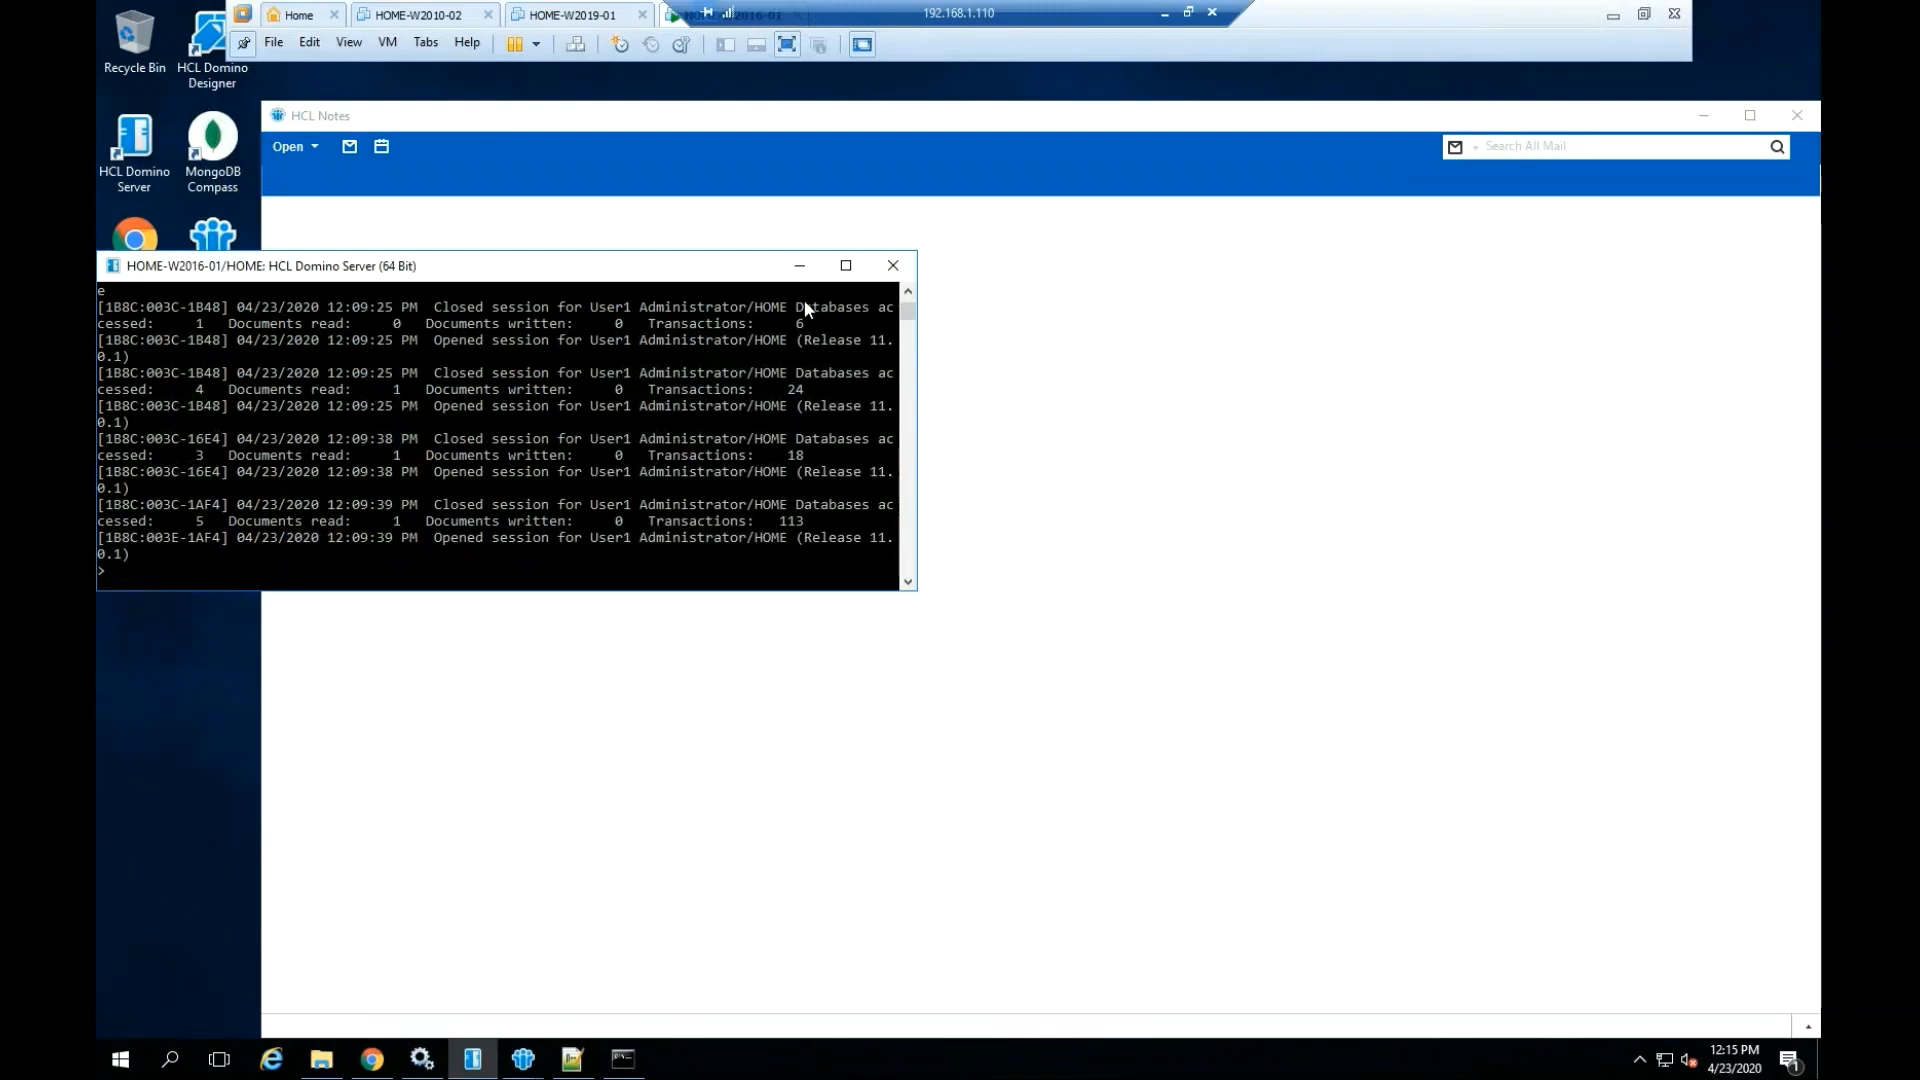 Home
HOME-W2010-02
HOME-W2019-01
192.168.1.110
File Edit View VM Tabs Help
Recycle Bin
HCL Domino
Designer
HCL Domino
Server
MongoDB
Compass
HCL Notes
Open
Search All Mail
HOME-W2016-01/HOME: HCL Domino Server (64 Bit)
e
[1B8C:003C-1B48] 04/23/2020 12:09:25 PM  Closed session for User1 Administrator/HOME Databases ac
cessed:     1   Documents read:     0   Documents written:     0   Transactions:     6
[1B8C:003C-1B48] 04/23/2020 12:09:25 PM  Opened session for User1 Administrator/HOME (Release 11.
0.1)
[1B8C:003C-1B48] 04/23/2020 12:09:25 PM  Closed session for User1 Administrator/HOME Databases ac
cessed:     4   Documents read:     1   Documents written:     0   Transactions:    24
[1B8C:003C-1B48] 04/23/2020 12:09:25 PM  Opened session for User1 Administrator/HOME (Release 11.
0.1)
[1B8C:003C-16E4] 04/23/2020 12:09:38 PM  Closed session for User1 Administrator/HOME Databases ac
cessed:     3   Documents read:     1   Documents written:     0   Transactions:    18
[1B8C:003C-16E4] 04/23/2020 12:09:38 PM  Opened session for User1 Administrator/HOME (Release 11.
0.1)
[1B8C:003C-1AF4] 04/23/2020 12:09:39 PM  Closed session for User1 Administrator/HOME Databases ac
cessed:     5   Documents read:     1   Documents written:     0   Transactions:   113
[1B8C:003E-1AF4] 04/23/2020 12:09:39 PM  Opened session for User1 Administrator/HOME (Release 11.
0.1)
>
12:15 PM
4/23/2020
1